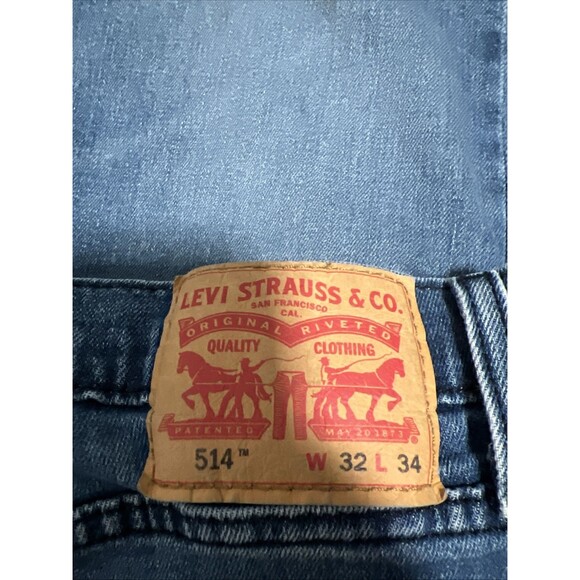 LEVI STRAUSS & CO.
SAN FRANCISCO
CAL.
ORIGINAL RIVETED
QUALITY CLOTHING
PATENTED MAY 20 1873
514™ W 32 L 34